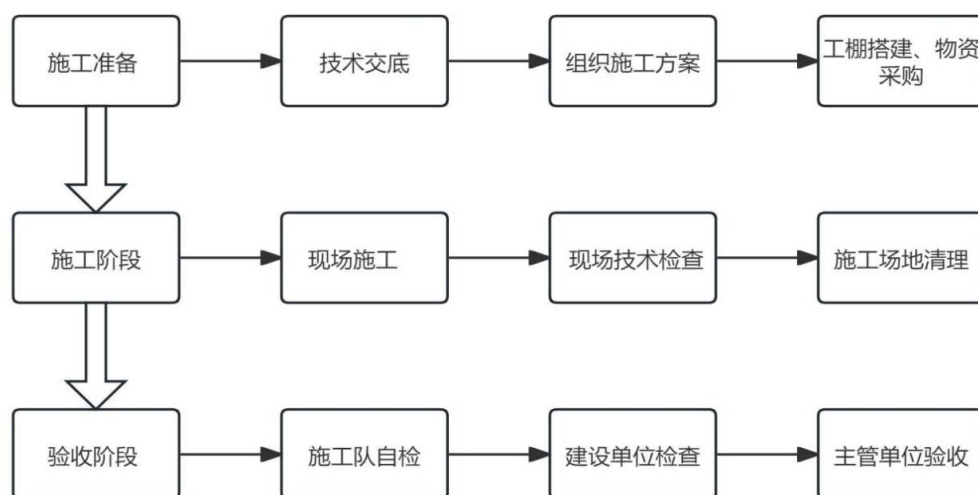 施工准备
技术交底
组织施工方案
工棚搭建、物资
采购
施工阶段
现场施工
现场技术检查
施工场地清理
验收阶段
施工队自检
建设单位检查
主管单位验收